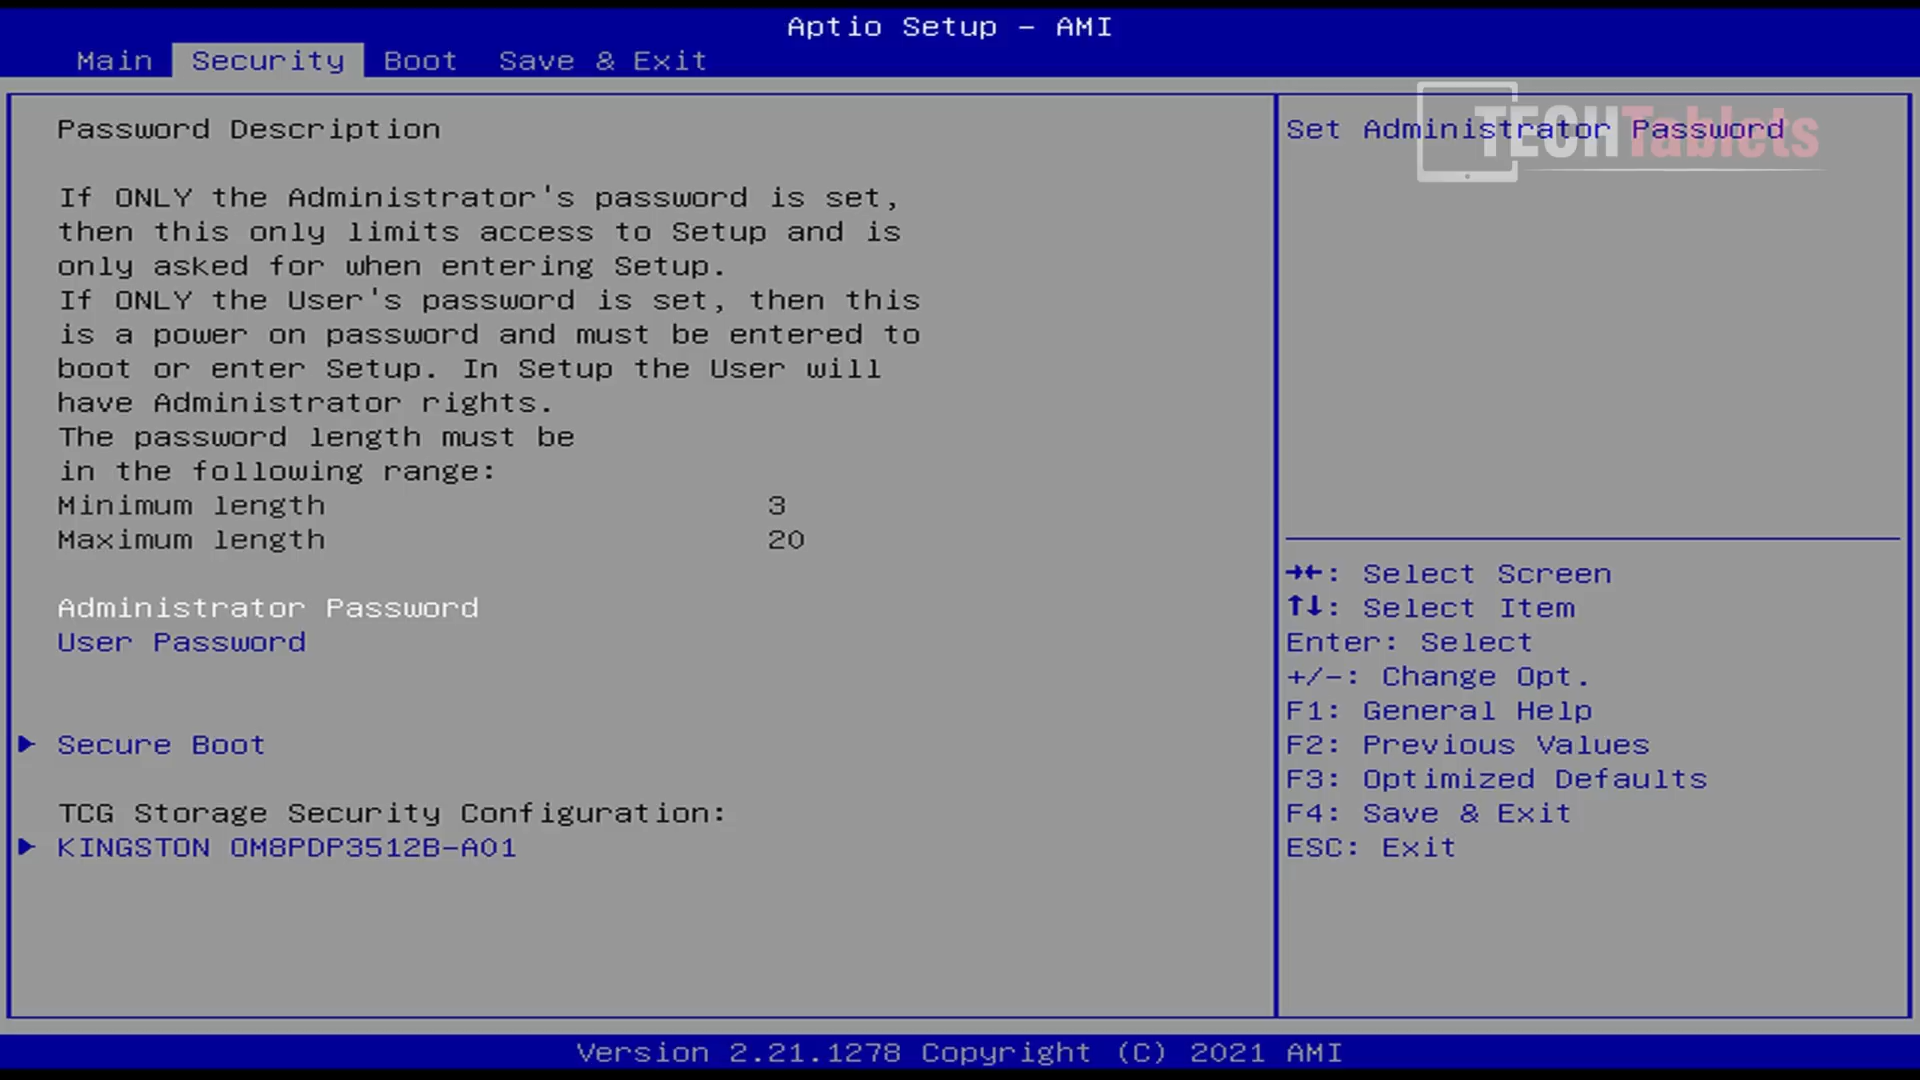 Aptio Setup - AMI
Main Security Boot Save & Exit
Password Description
If ONLY the Administrator's password is set,
then this only limits access to Setup and is
only asked for when entering Setup.
If ONLY the User's password is set, then this
is a power on password and must be entered to
boot or enter Setup. In Setup the User will
have Administrator rights.
The password length must be
in the following range:
Minimum length 3
Maximum length 20
Administrator Password
User Password
Secure Boot
TCG Storage Security Configuration:
KINGSTON OM8PDP3512B-A01
Set Administrator Password
TECHTablets
→←: Select Screen
↑↓: Select Item
Enter: Select
+/-: Change Opt.
F1: General Help
F2: Previous Values
F3: Optimized Defaults
F4: Save & Exit
ESC: Exit
Version 2.21.1278 Copyright (C) 2021 AMI